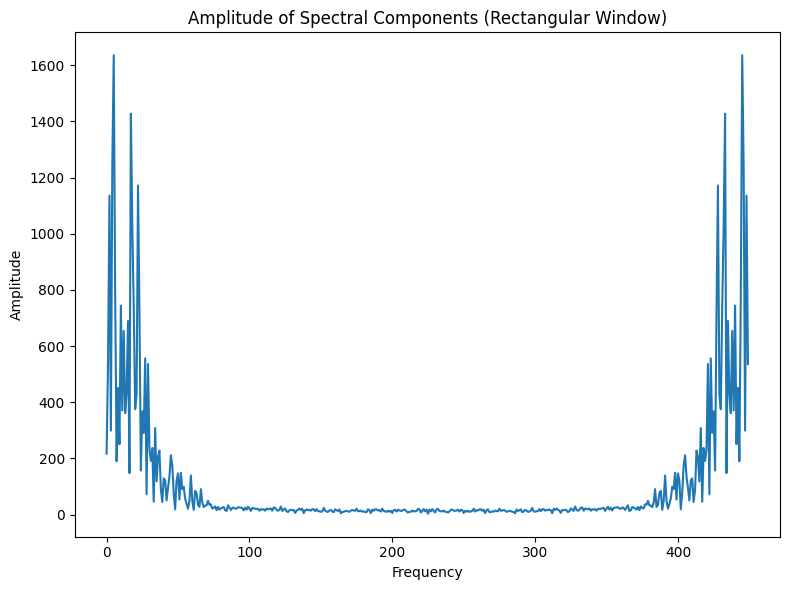 Amplitude of Spectral Components (Rectangular Window)
Amplitude
1600
1400
1200
1000
800
600
400
200
0
0 100 200 300 400
Frequency